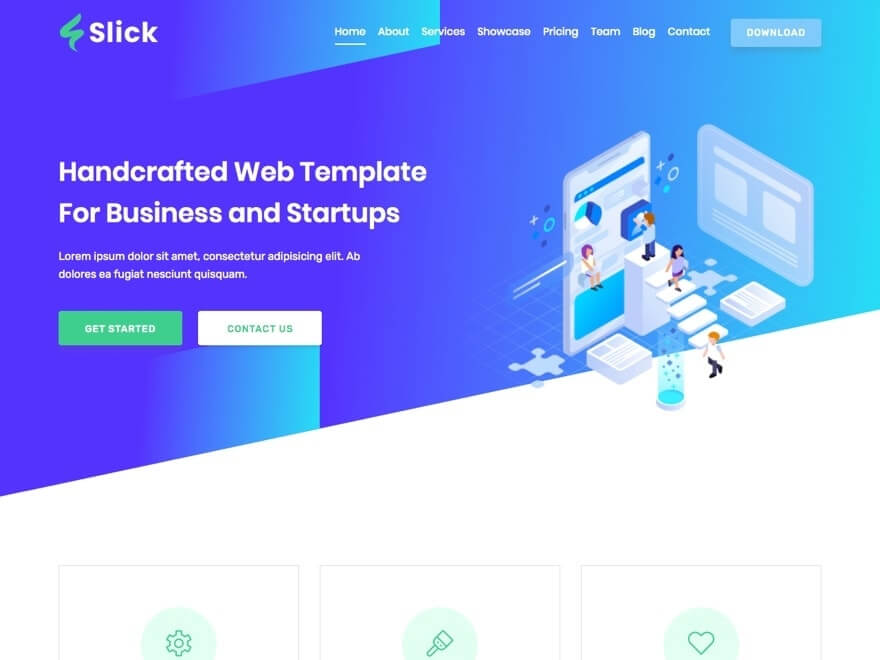 Slick
Home About Services Showcase Pricing Team Blog Contact DOWNLOAD
Handcrafted Web Template
For Business and Startups
Lorem ipsum dolor sit amet, consectetur adipisicing elit. Ab
dolores ea fugiat nesciunt quisquam.
GET STARTED CONTACT US